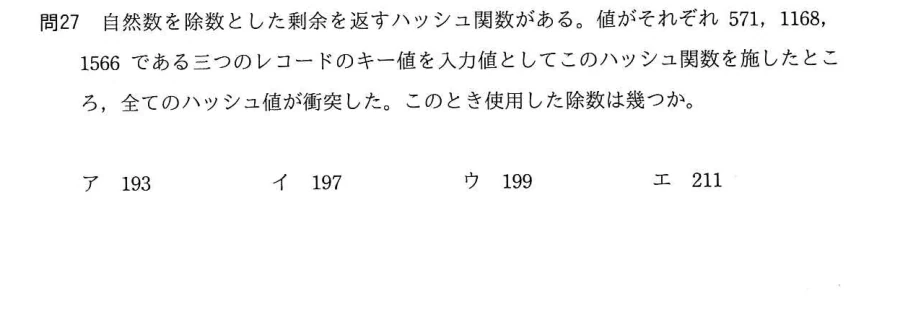 問27 自然数を除数とした剰余を返すハッシュ関数がある。値がそれぞれ 571，1168，
1566 である三つのレコードのキー値を入力値としてこのハッシュ関数を施したとこ
ろ，全てのハッシュ値が衝突した。このとき使用した除数は幾つか。
ア 193 イ 197 ウ 199 エ 211